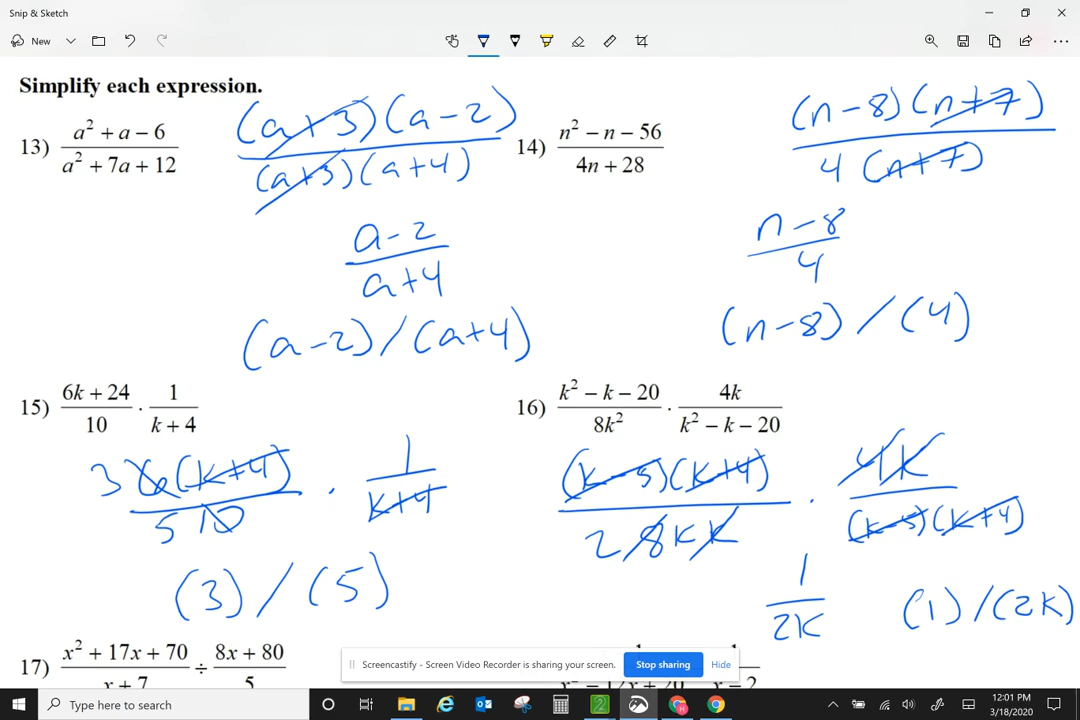 Snip & Sketch
New
Simplify each expression.
13) (a² + a − 6)/(a² + 7a + 12)
(a+3)(a−2)/(a+3)(a+4)
a−2/a+4
(a−2)/(a+4)
14) (n² − n − 56)/(4n + 28)
(n−8)(n+7)/4(n+7)
n−8/4
(n−8)/(4)
15) (6k + 24)/10 · 1/(k + 4)
3 6(k+4)/5 10 · 1/k+4
(3)/(5)
16) (k² − k − 20)/(8k²) · 4k/(k² − k − 20)
(k−5)(k+4)/2 8kk · 4k/(k−5)(k+4)
1/2k (1)/(2k)
17) (x² + 17x + 70)/(x + 7) ÷ (8x + 80)/5
Screencastify - Screen Video Recorder is sharing your screen.
Stop sharing
Hide
Type here to search
12:01 PM
3/18/2020